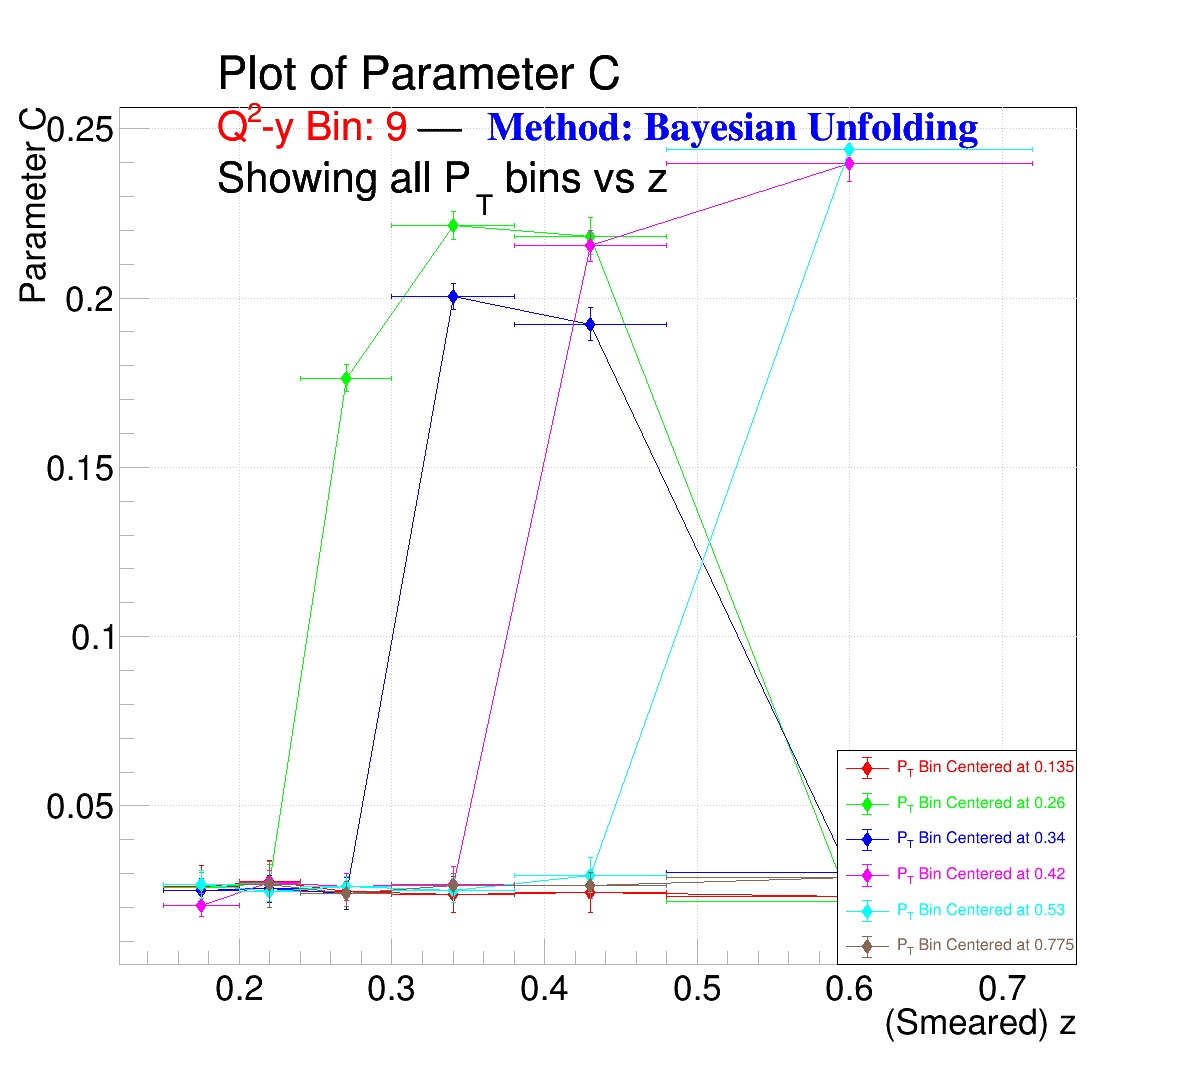 Plot of Parameter C
Q2-y Bin: 9 — Method: Bayesian Unfolding
Showing all PT bins vs z
Parameter C
0.25
0.2
0.15
0.1
0.05
PT Bin Centered at 0.135
PT Bin Centered at 0.26
PT Bin Centered at 0.34
PT Bin Centered at 0.42
PT Bin Centered at 0.53
PT Bin Centered at 0.775
0.2 0.3 0.4 0.5 0.6 0.7
(Smeared) z